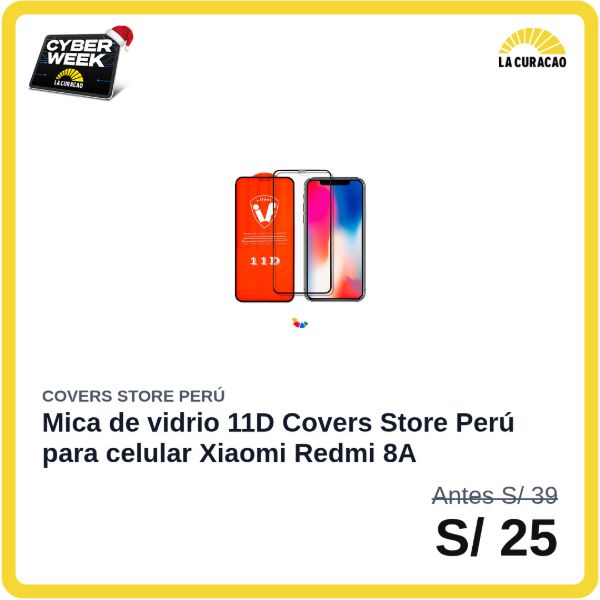 CYBER
WEEK
LA CURACAO
LA CURACAO
11D
COVERS STORE PERÚ
Mica de vidrio 11D Covers Store Perú
para celular Xiaomi Redmi 8A
Antes S/ 39
S/ 25